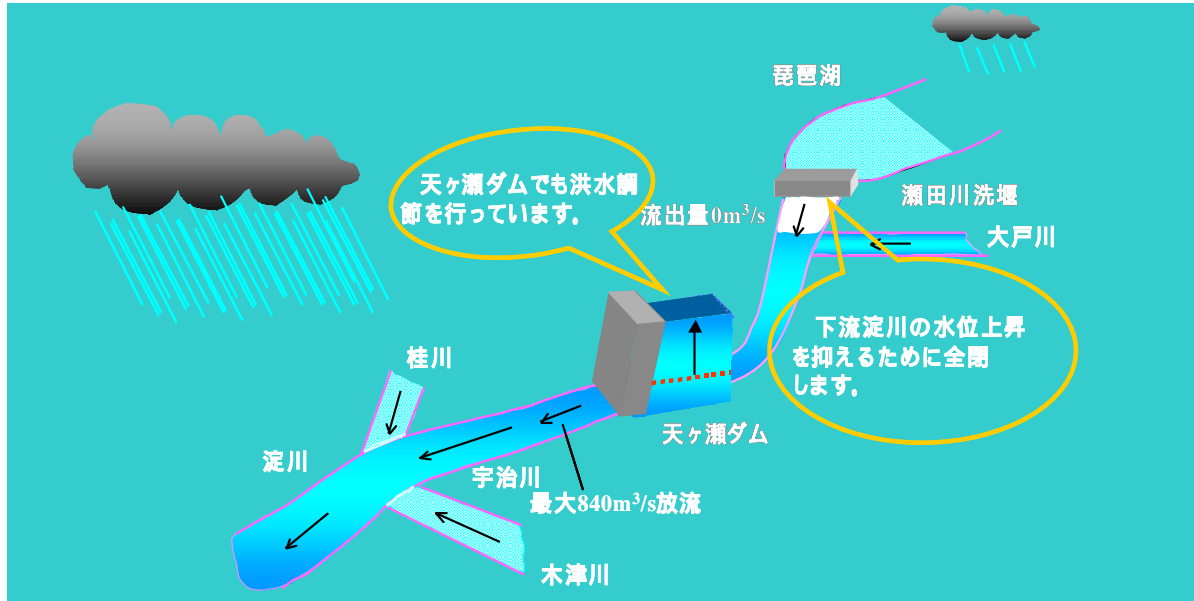 琵琶湖
天ヶ瀬ダムでも洪水調
節を行っています。
流出量0m³/s
瀬田川洗堰
大戸川
下流淀川の水位上昇
を抑えるために全閉
します。
桂川
天ヶ瀬ダム
淀川
宇治川
最大840m³/s放流
木津川